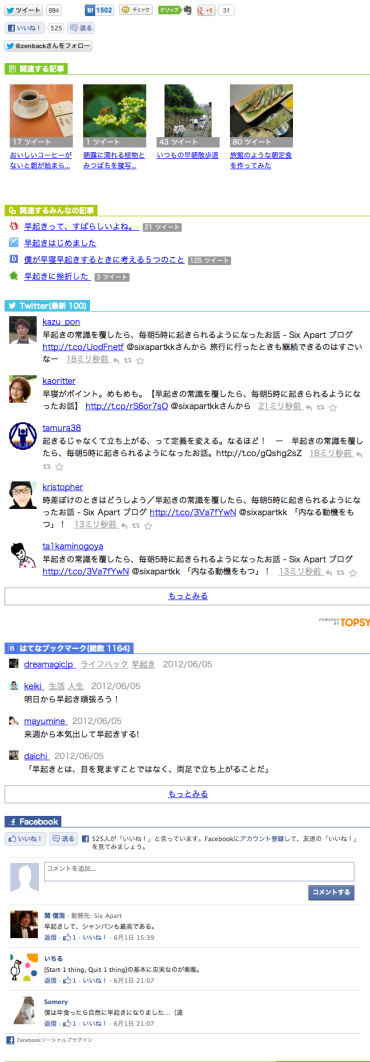 ツイート 694 B! 1502 チェック クリップ +1 31
いいね! 525 送る
@zenbackさんをフォロー
関連する記事
17 ツイート 1 ツイート 43 ツイート 80 ツイート
おいしいコーヒーが 朝露に濡れる植物と いつもの早朝散歩道 旅館のような朝定食
ないと朝が始まら... みつばちを接写... を作ってみた
関連するみんなの記事
早起きって、すばらしいよね。 21 ツイート
早起きはじめました
僕が早寝早起きするときに考える5つのこと 125 ツイート
早起きに挫折した 3 ツイート
Twitter(最新 100)
kazu_pon
早起きの常識を覆したら、毎朝5時に起きられるようになったお話 - Six Apart ブログ
http://t.co/UodFnetf @sixapartkkさんから 旅行に行ったときも継続できるのはすごい
なー 18ミリ秒前
kaoritter
早寝がポイント。めもめも。【早起きの常識を覆したら、毎朝5時に起きられるようになっ
たお話】 http://t.co/rS6or7sO @sixapartkkさんから 21ミリ秒前
tamura38
起きるじゃなくて立ち上がる、って定義を変える。なるほど! ー 早起きの常識を覆し
たら、毎朝5時に起きられるようになったお話。http://t.co/gQshg2sZ 18ミリ秒前
kristopher
時差ぼけのときはどうしよう／早起きの常識を覆したら、毎朝5時に起きられるようになっ
たお話 - Six Apart ブログ http://t.co/3Va7fYwN @sixapartkk 「内なる動機をも
つ」! 13ミリ秒前
ta1kaminogoya
早起きの常識を覆したら、毎朝5時に起きられるようになったお話 - Six Apart ブログ
http://t.co/3Va7fYwN @sixapartkk 「内なる動機をもつ」! 13ミリ秒前
もっとみる
POWERED BY TOPSY
はてなブックマーク(総数 1164)
dreamagicjp ライフハック 早起き 2012/06/05
keiki 生活 人生 2012/06/05
明日から早起き頑張ろう!
mayumine 2012/06/05
来週から本気出して早起きする!
daichi 2012/06/05
「早起きとは、目を覚ますことではなく、両足で立ち上がることだ」
もっとみる
Facebook
いいね! 送る 525人が「いいね!」と言っています。Facebookにアカウント登録して、友達の「いいね!」
を見てみましょう。
コメントを追加...
コメントする
関 信浩 · 勤務先: Six Apart
早起きして、シャンパンも最高である。
返信 · 1 · いいね! · 6月1日 15:39
いちる
[Start 1 thing, Quit 1 thing]の基本に忠実なのが素敵。
返信 · 1 · いいね! · 6月1日 21:07
Somery
僕は年食ったら自然に早起きになりました…（違
返信 · 1 · いいね! · 6月1日 21:07
Facebookソーシャルプラグイン